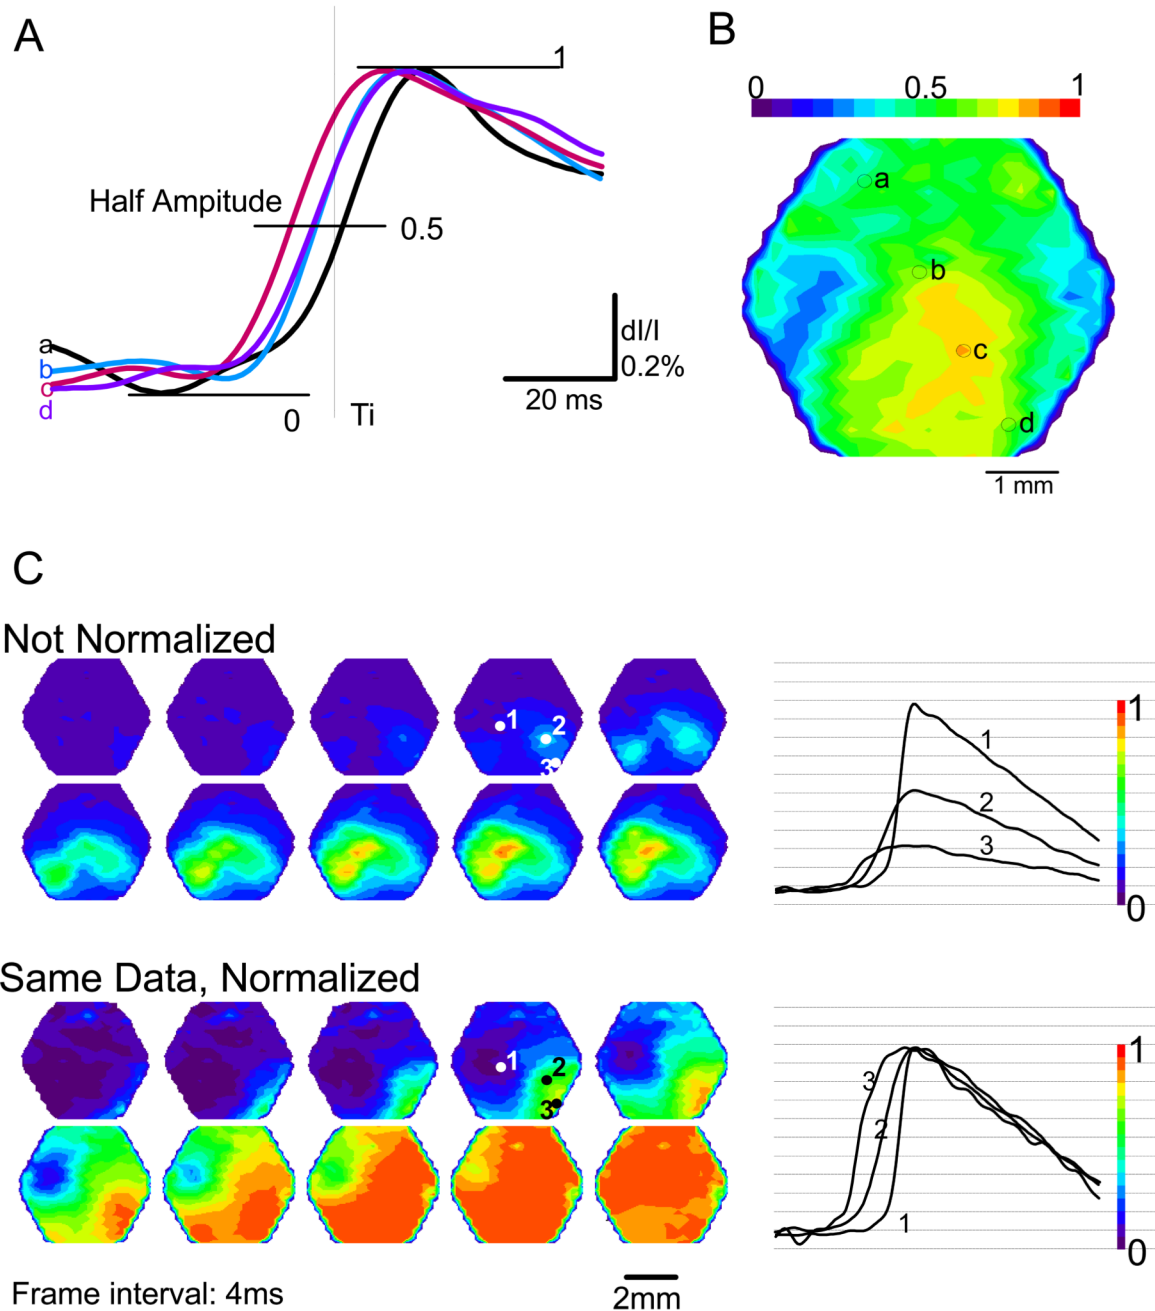 A
1
Half Ampitude
0.5
a
b
c
d
0
Ti
dI/I
0.2%
20 ms
B
0 0.5 1
a
b
c
d
1 mm
C
Not Normalized
1
2
3
1
2
3
1
0
Same Data, Normalized
1
2
3
3
2
1
1
0
Frame interval: 4ms
2mm